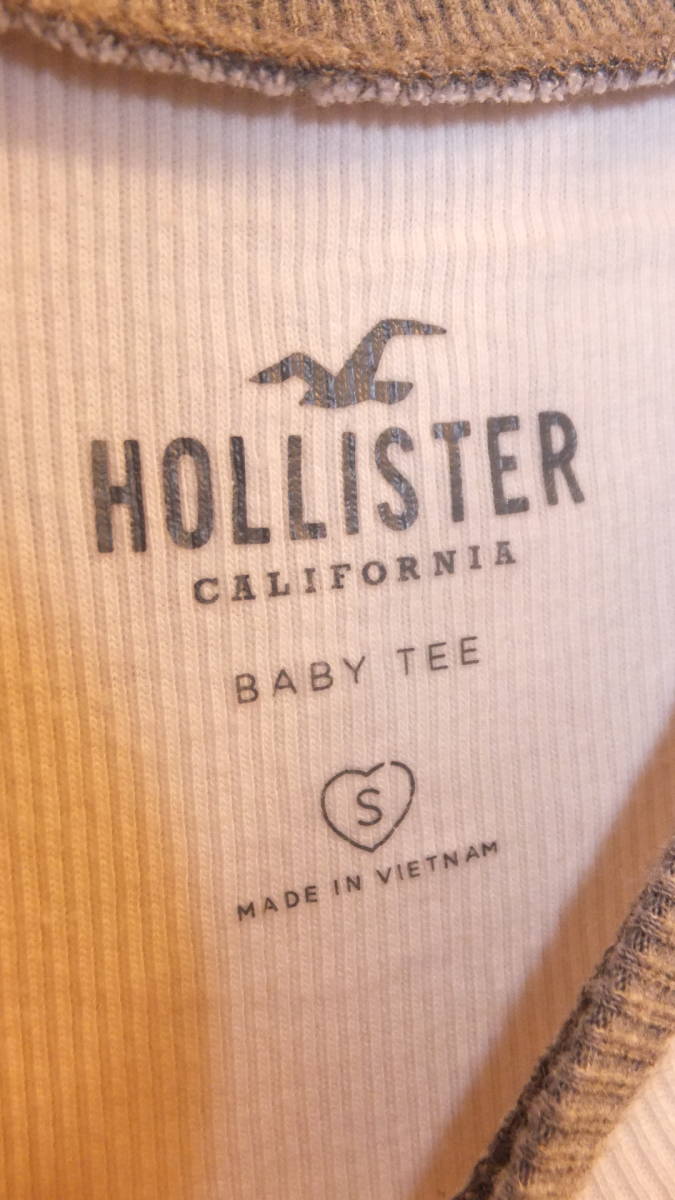 HOLLISTER
CALIFORNIA
BABY TEE
S
MADE IN VIETNAM